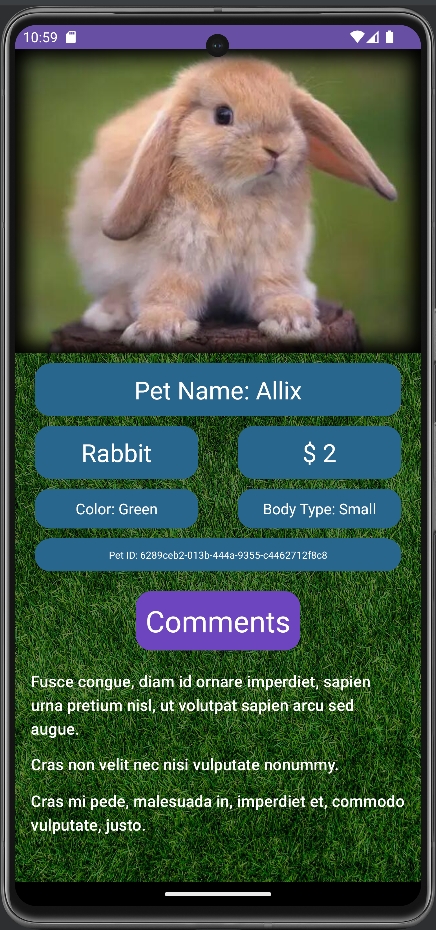 10:59
Pet Name: Allix
Rabbit
$ 2
Color: Green
Body Type: Small
Pet ID: 6289ceb2-013b-444a-9355-c4462712f8c8
Comments
Fusce congue, diam id ornare imperdiet, sapien
urna pretium nisl, ut volutpat sapien arcu sed
augue.
Cras non velit nec nisi vulputate nonummy.
Cras mi pede, malesuada in, imperdiet et, commodo
vulputate, justo.